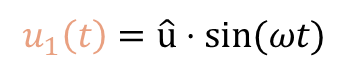 u₁(t) = û · sin(ωt)